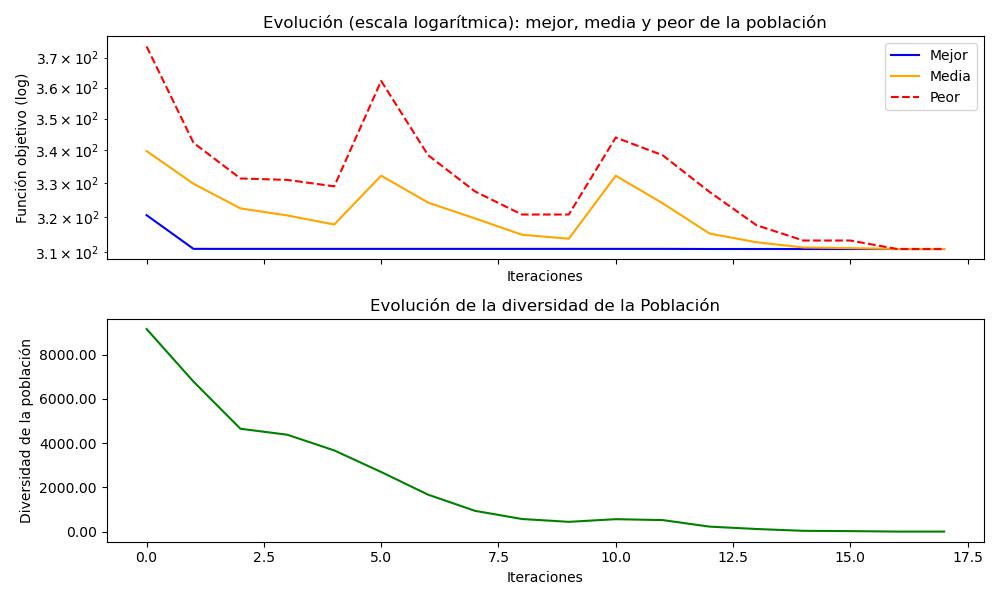 Evolución (escala logarítmica): mejor, media y peor de la población
Función objetivo (log)
3.7 × 10²
3.6 × 10²
3.5 × 10²
3.4 × 10²
3.3 × 10²
3.2 × 10²
3.1 × 10²
Mejor
Media
Peor
Iteraciones
Evolución de la diversidad de la Población
Diversidad de la población
8000.00
6000.00
4000.00
2000.00
0.00
0.0 2.5 5.0 7.5 10.0 12.5 15.0 17.5
Iteraciones